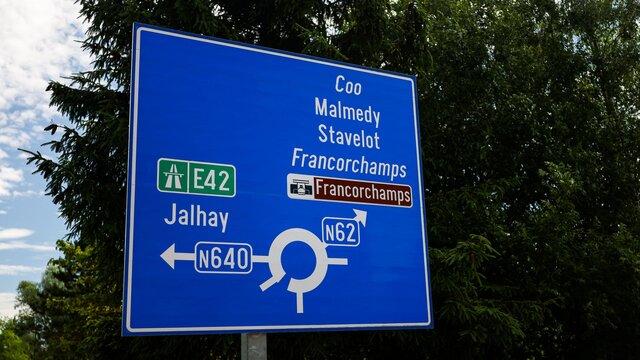 Coo
Malmedy
Stavelot
Francorchamps
Francorchamps
E42
Jalhay
N62
N640